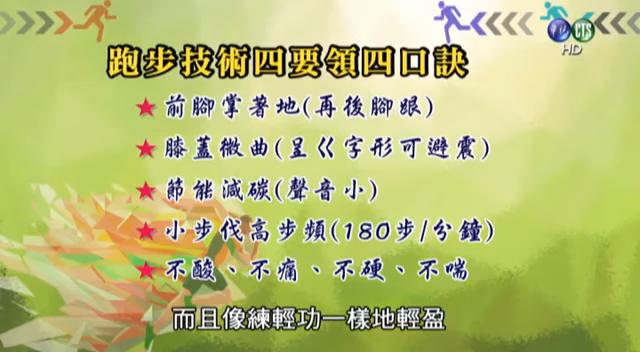 CTS
HD
跑步技術四要領四口訣
★ 前腳掌著地(再後腳跟)
★ 膝蓋微曲(呈ㄍ字形可避震)
★ 節能減碳(聲音小)
★ 小步伐高步頻(180步/分鐘)
★ 不酸、不痛、不硬、不喘
而且像練輕功一樣地輕盈